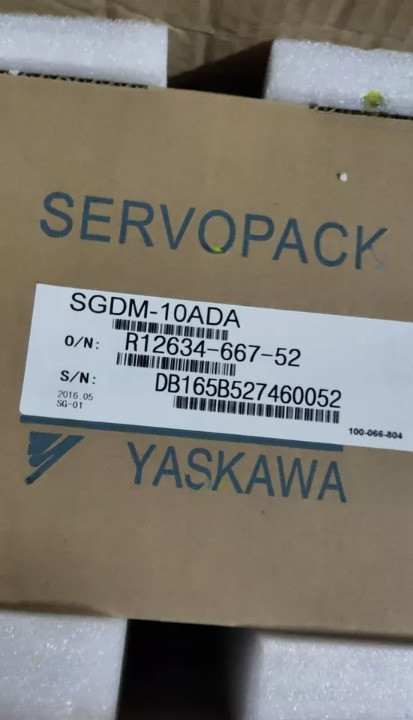 SERVOPACK
SGDM-10ADA
O/N: R12634-667-52
S/N: DB165B527460052
2016.05
SG-01
100-066-804
YASKAWA